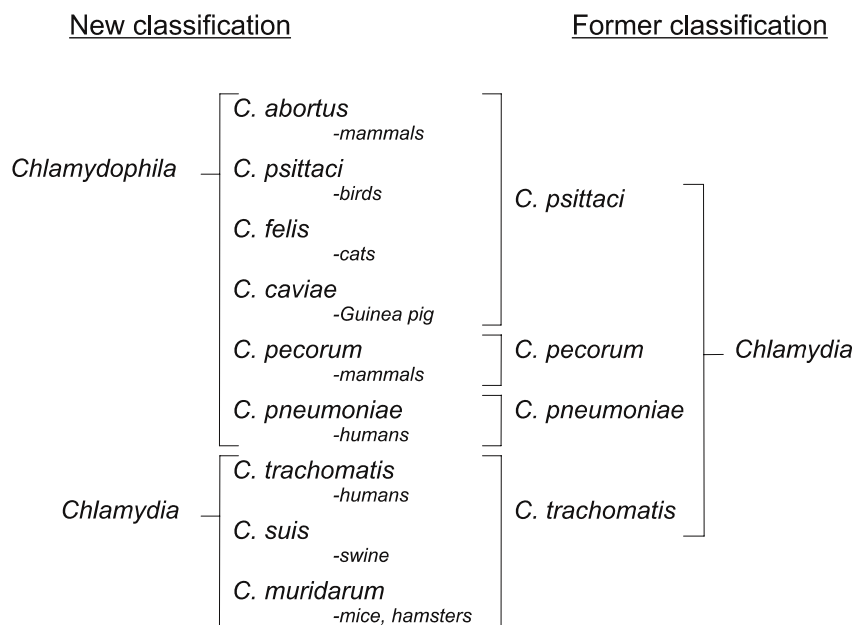 New classification
Former classification
C. abortus
-mammals
Chlamydophila
C. psittaci
-birds
C. psittaci
C. felis
-cats
C. caviae
-Guinea pig
C. pecorum
-mammals
C. pecorum
Chlamydia
C. pneumoniae
-humans
C. pneumoniae
C. trachomatis
-humans
Chlamydia
C. trachomatis
C. suis
-swine
C. muridarum
-mice, hamsters